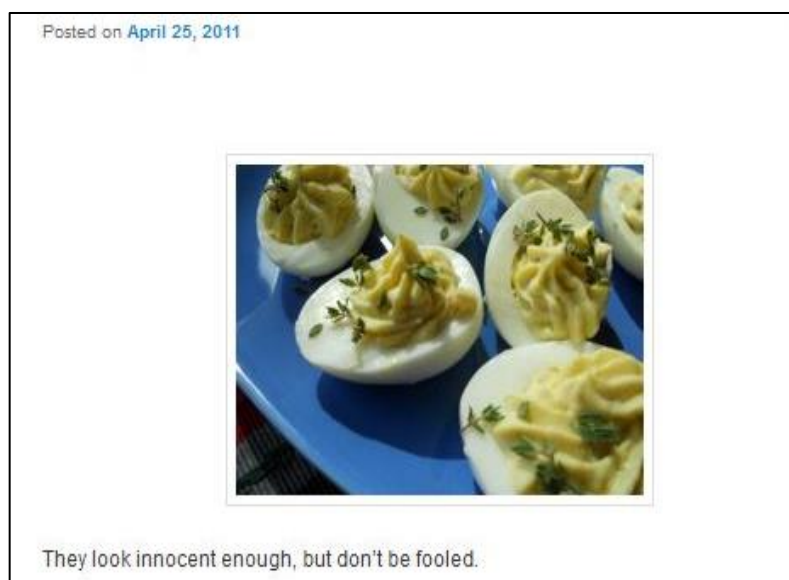 Posted on April 25, 2011
They look innocent enough, but don't be fooled.